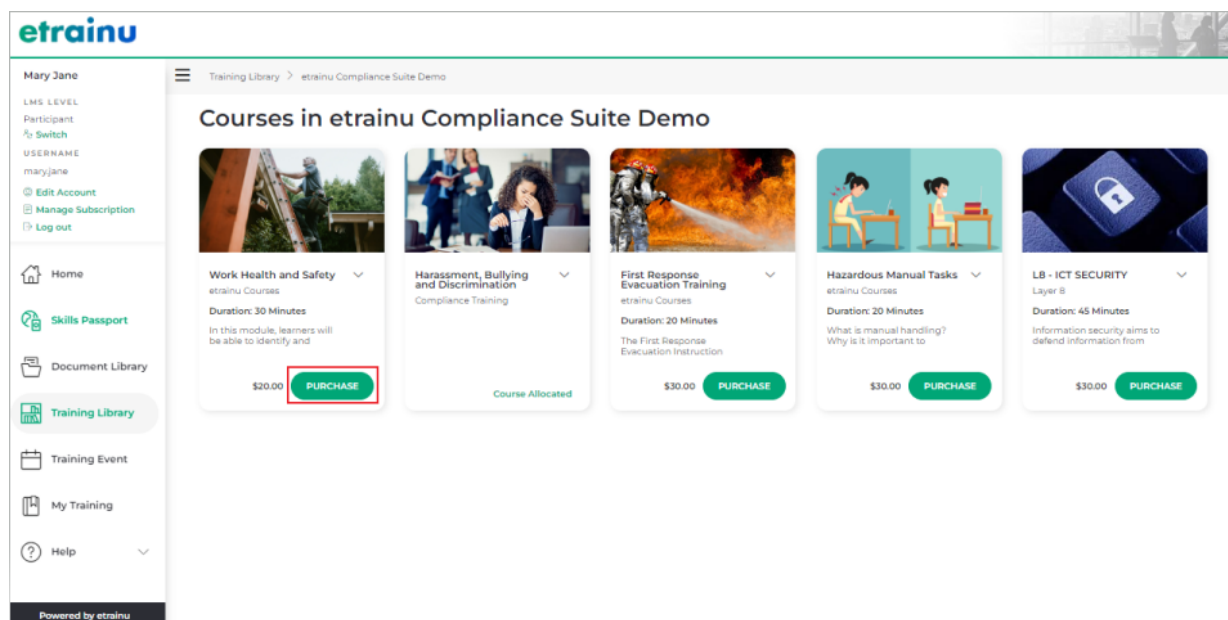 etrainu
Mary Jane
LMS LEVEL
Participant
Switch
USERNAME
mary.jane
Edit Account
Manage Subscription
Log out
Home
Skills Passport
Document Library
Training Library
Training Event
My Training
Help
Powered by etrainu
Training Library > etrainu Compliance Suite Demo
Courses in etrainu Compliance Suite Demo
Work Health and Safety
etrainu Courses
Duration: 30 Minutes
In this module, learners will
be able to identify and
$20.00 PURCHASE
Harassment, Bullying
and Discrimination
Compliance Training
Course Allocated
First Response
Evacuation Training
etrainu Courses
Duration: 20 Minutes
The First Response
Evacuation Instruction
$30.00 PURCHASE
Hazardous Manual Tasks
etrainu Courses
Duration: 20 Minutes
What is manual handling?
Why is it important to
$30.00 PURCHASE
L8 - ICT SECURITY
Layer 8
Duration: 45 Minutes
Information security aims to
defend information from
$30.00 PURCHASE